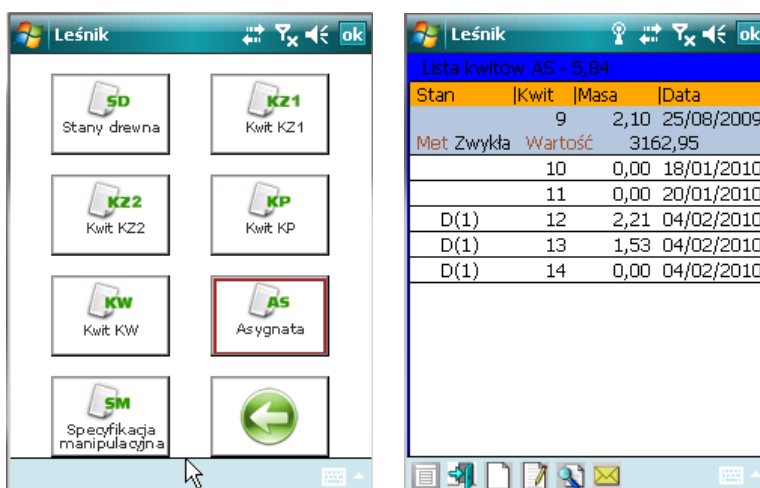 Leśnik
ok
SD
Stany drewna
KZ1
Kwit KZ1
KZ2
Kwit KZ2
KP
Kwit KP
KW
Kwit KW
AS
Asygnata
SM
Specyfikacja
manipulacyjna
Leśnik
ok
Lista kwitów AS - 5,84
Stan |Kwit |Masa |Data
9 2,10 25/08/2009
Met Zwykła Wartość 3162,95
10 0,00 18/01/2010
11 0,00 20/01/2010
D(1) 12 2,21 04/02/2010
D(1) 13 1,53 04/02/2010
D(1) 14 0,00 04/02/2010